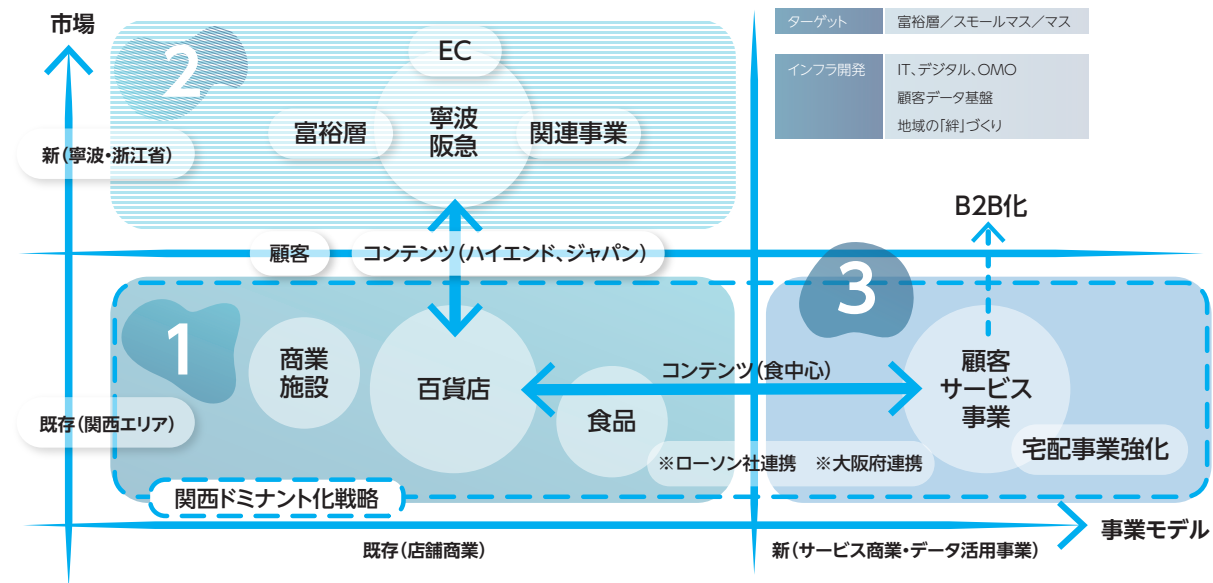 市場
ターゲット
富裕層／スモールマス／マス
インフラ開発
IT、デジタル、OMO
顧客データ基盤
地域の「絆」づくり
2
EC
富裕層
寧波
阪急
関連事業
新（寧波・浙江省）
B2B化
顧客
コンテンツ（ハイエンド、ジャパン）
3
1
商業
施設
百貨店
コンテンツ（食中心）
食品
顧客
サービス
事業
既存（関西エリア）
宅配事業強化
※ローソン社連携 ※大阪府連携
関西ドミナント化戦略
事業モデル
既存（店舗商業）
新（サービス商業・データ活用事業）